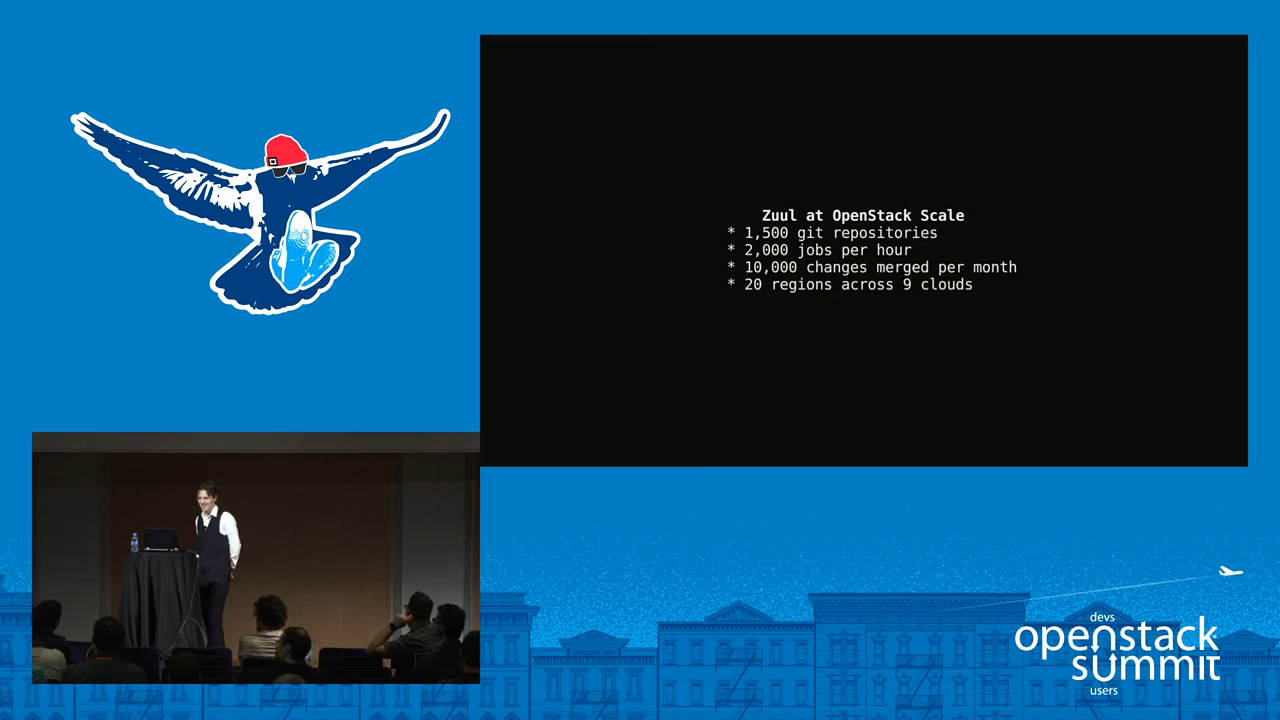 Zuul at OpenStack Scale
* 1,500 git repositories
* 2,000 jobs per hour
* 10,000 changes merged per month
* 20 regions across 9 clouds
devs
openstack
summit
users